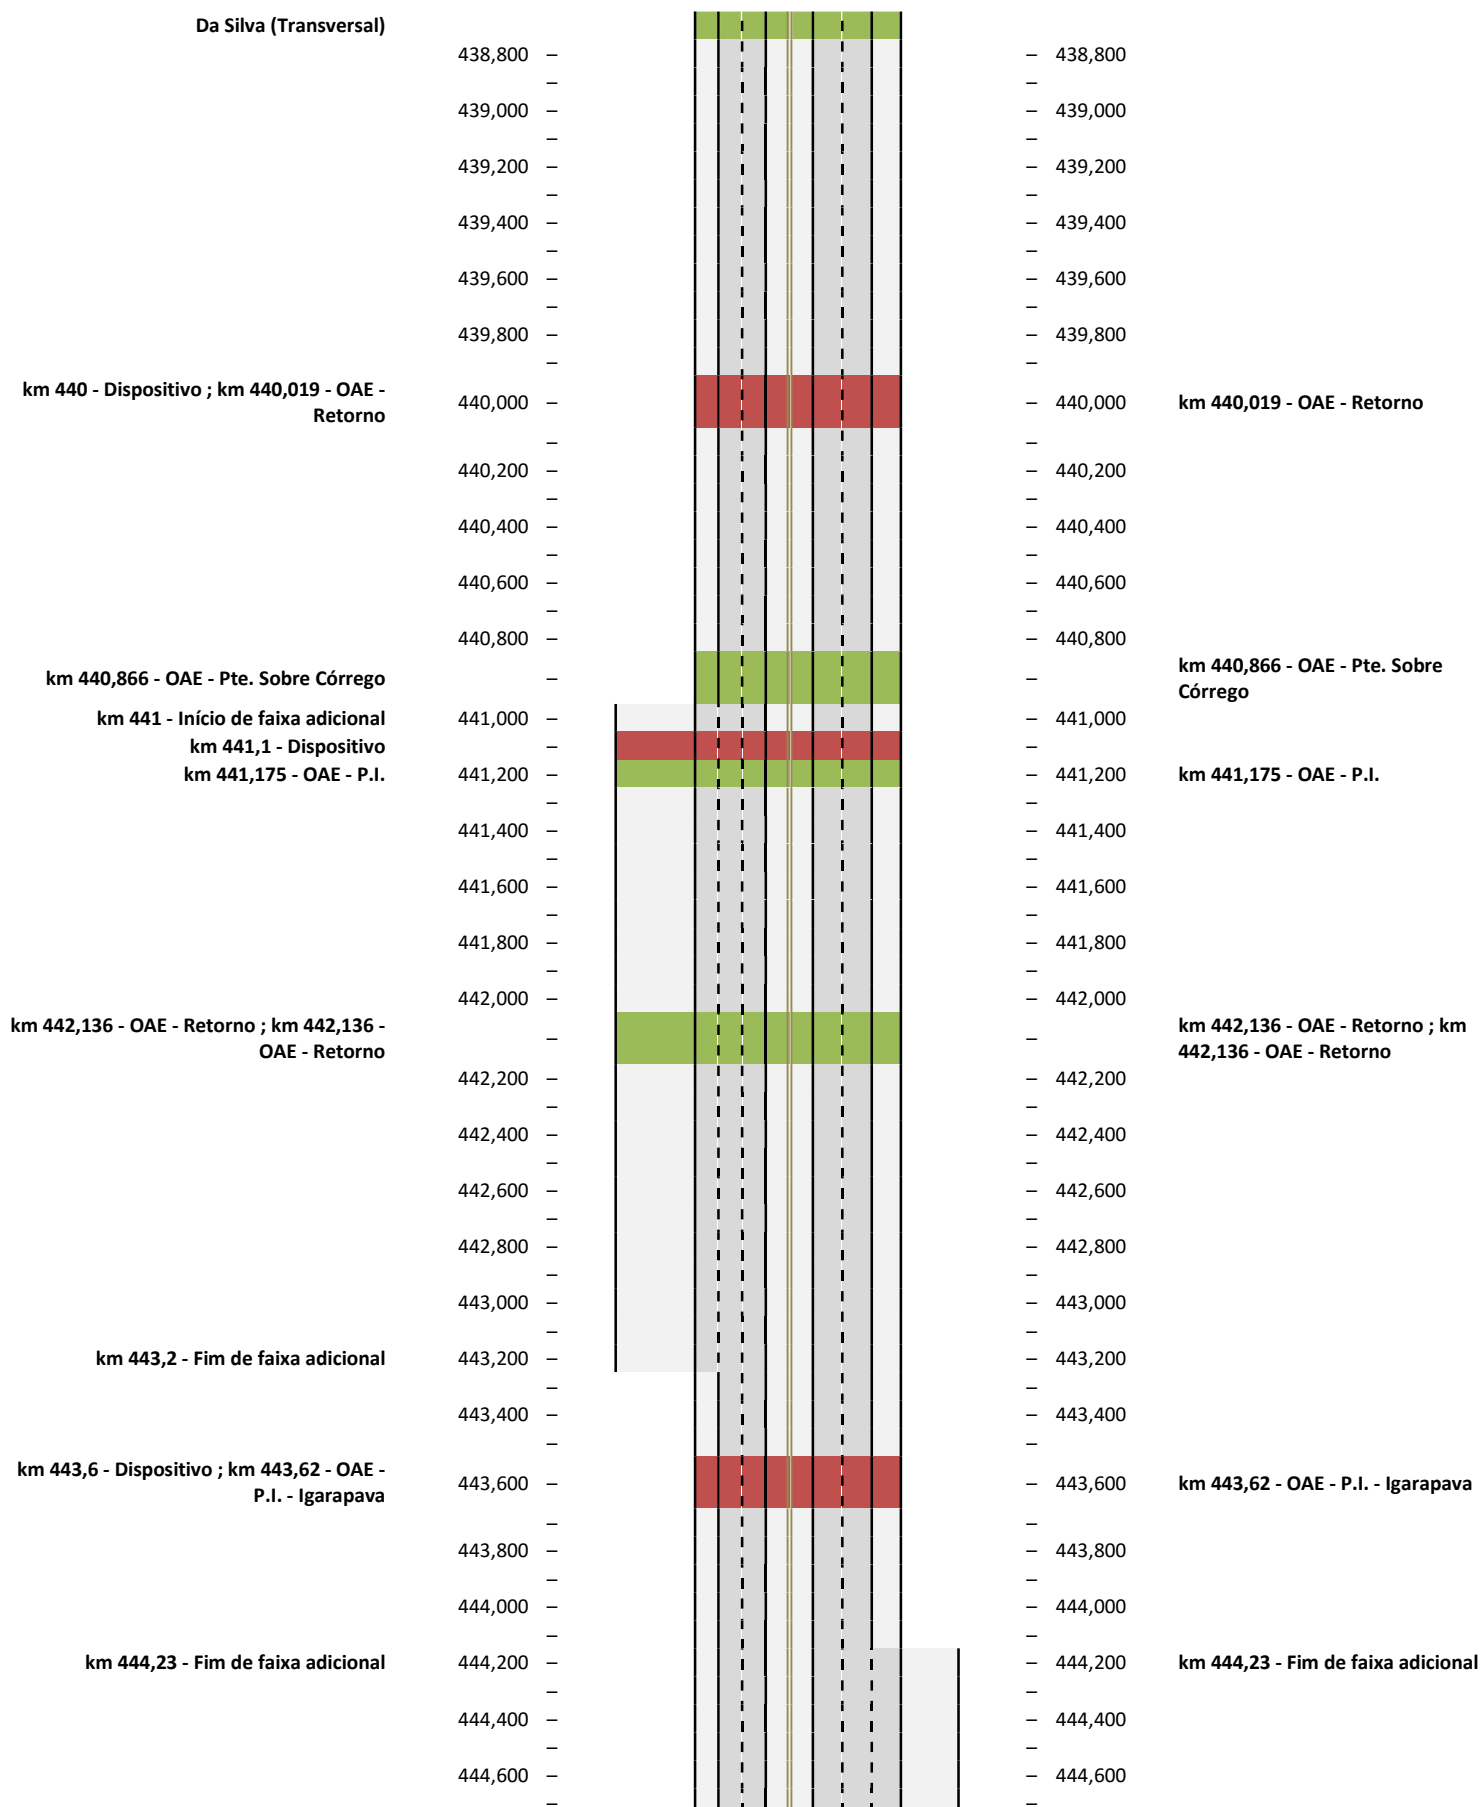 Da Silva (Transversal)
438,800 – – 438,800
– –
439,000 – – 439,000
– –
439,200 – – 439,200
– –
439,400 – – 439,400
– –
439,600 – – 439,600
– –
439,800 – – 439,800
– –
km 440 - Dispositivo ; km 440,019 - OAE -
Retorno
440,000 – – 440,000 km 440,019 - OAE - Retorno
– –
440,200 – – 440,200
– –
440,400 – – 440,400
– –
440,600 – – 440,600
– –
440,800 – – 440,800
km 440,866 - OAE - Pte. Sobre Córrego – – km 440,866 - OAE - Pte. Sobre
Córrego
km 441 - Início de faixa adicional 441,000 – – 441,000
km 441,1 - Dispositivo – –
km 441,175 - OAE - P.I. 441,200 – – 441,200 km 441,175 - OAE - P.I.
– –
441,400 – – 441,400
– –
441,600 – – 441,600
– –
441,800 – – 441,800
– –
442,000 – – 442,000
km 442,136 - OAE - Retorno ; km 442,136 -
OAE - Retorno
– –
km 442,136 - OAE - Retorno ; km
442,136 - OAE - Retorno
442,200 – – 442,200
– –
442,400 – – 442,400
– –
442,600 – – 442,600
– –
442,800 – – 442,800
– –
443,000 – – 443,000
– –
km 443,2 - Fim de faixa adicional 443,200 – – 443,200
– –
443,400 – – 443,400
– –
km 443,6 - Dispositivo ; km 443,62 - OAE -
P.I. - Igarapava
443,600 – – 443,600 km 443,62 - OAE - P.I. - Igarapava
– –
443,800 – – 443,800
– –
444,000 – – 444,000
– –
km 444,23 - Fim de faixa adicional 444,200 – – 444,200 km 444,23 - Fim de faixa adicional
– –
444,400 – – 444,400
– –
444,600 – – 444,600
– –